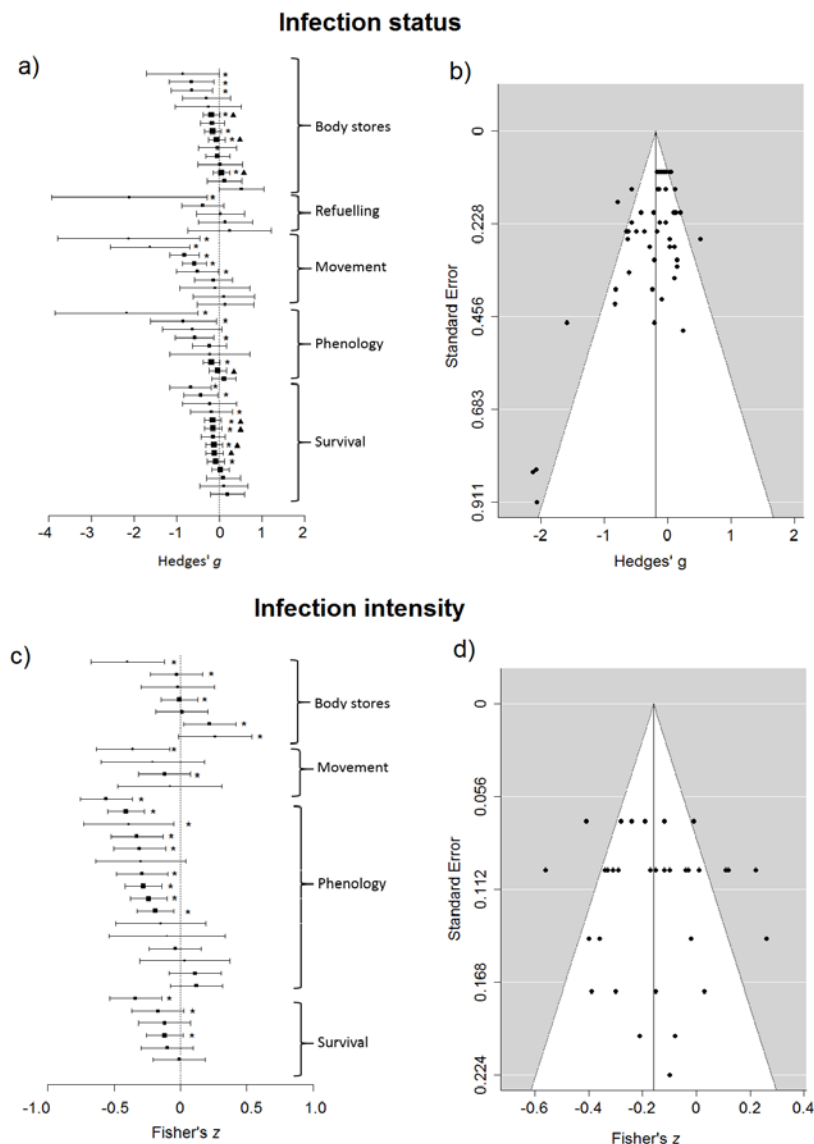 Infection status
a)
Body stores
Refuelling
Movement
Phenology
Survival
-4 -3 -2 -1 0 1 2
Hedges' g
b)
Standard Error
0
0.228
0.456
0.683
0.911
-2 -1 0 1 2
Hedges' g
Infection intensity
c)
Body stores
Movement
Phenology
Survival
-1.0 -0.5 0 0.5 1.0
Fisher's z
d)
Standard Error
0
0.056
0.112
0.168
0.224
-0.6 -0.4 -0.2 0 0.2 0.4
Fisher's z